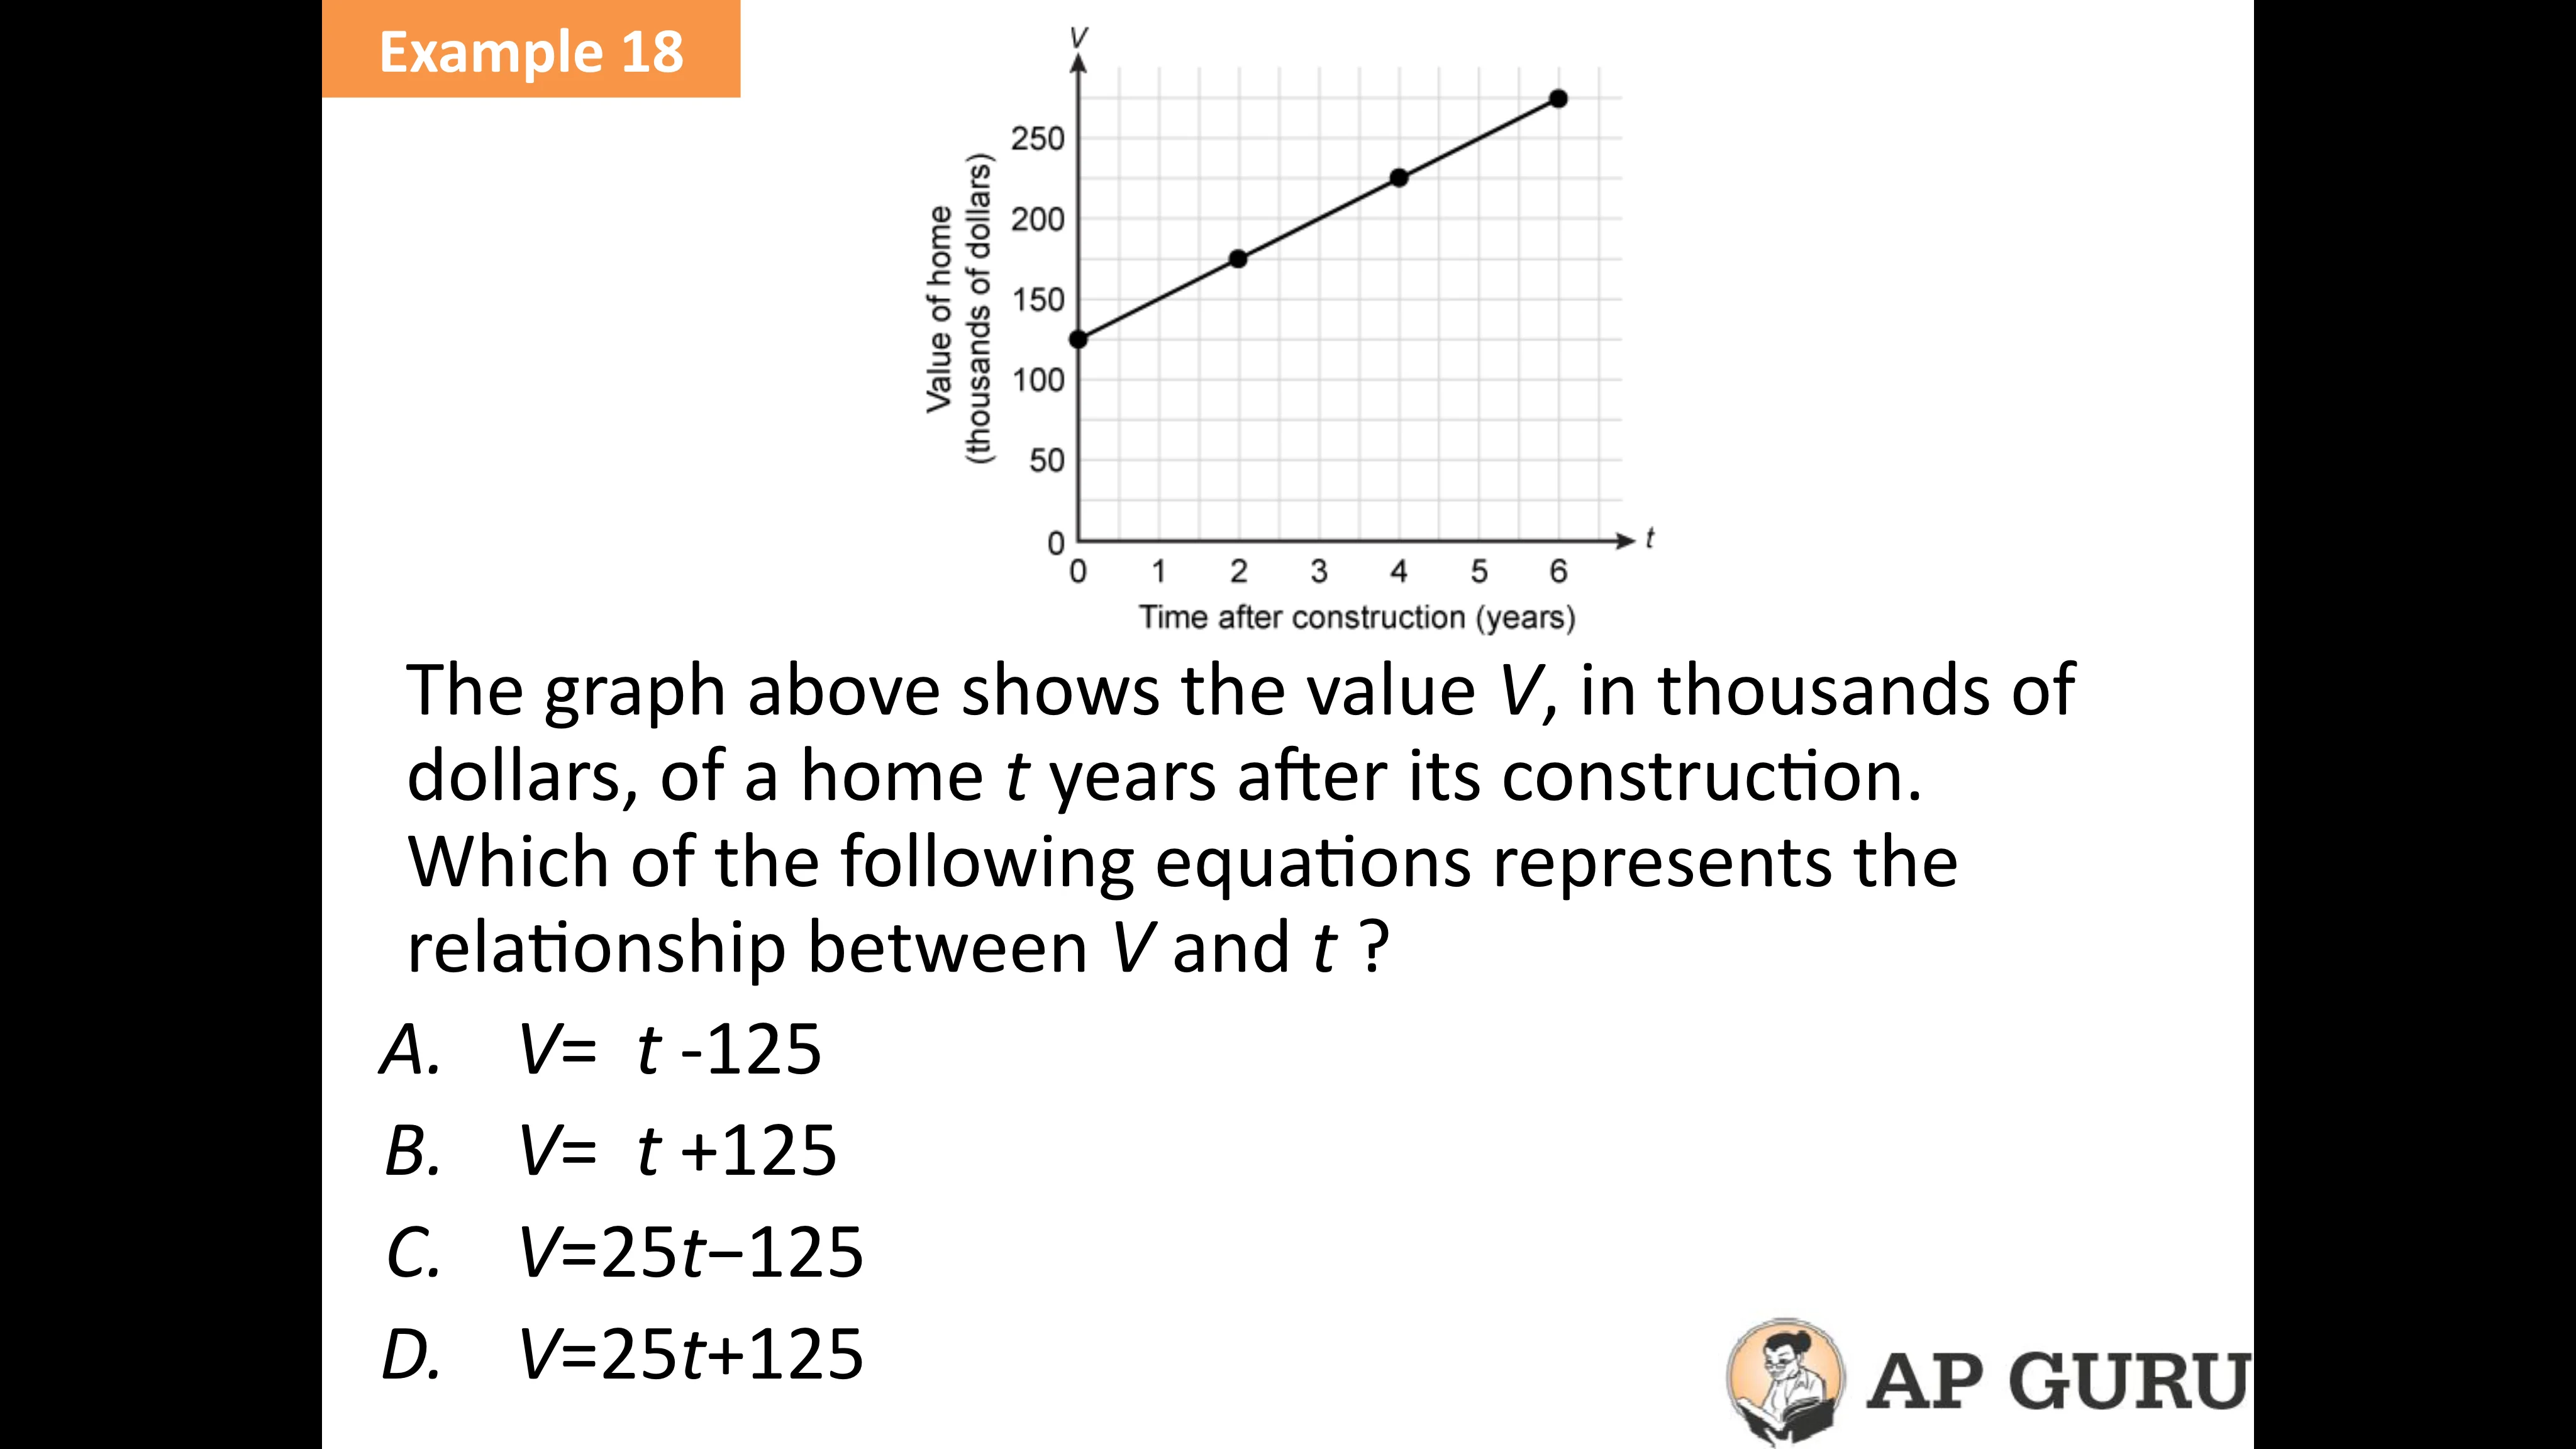 Example 18
V
250
200
150
100
50
0
Value of home
(thousands of dollars)
t
0 1 2 3 4 5 6
Time after construction (years)
The graph above shows the value V, in thousands of
dollars, of a home t years after its construction.
Which of the following equations represents the
relationship between V and t ?
A. V= t -125
B. V= t +125
C. V=25t−125
D. V=25t+125
AP GURU